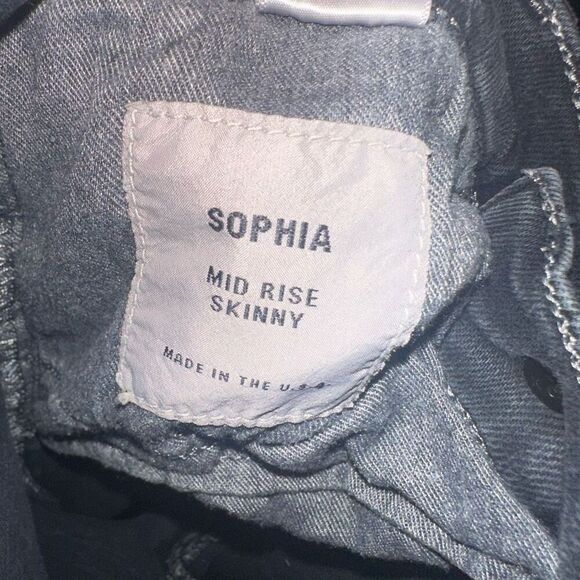 SOPHIA
MID RISE
SKINNY
MADE IN THE U.S.A